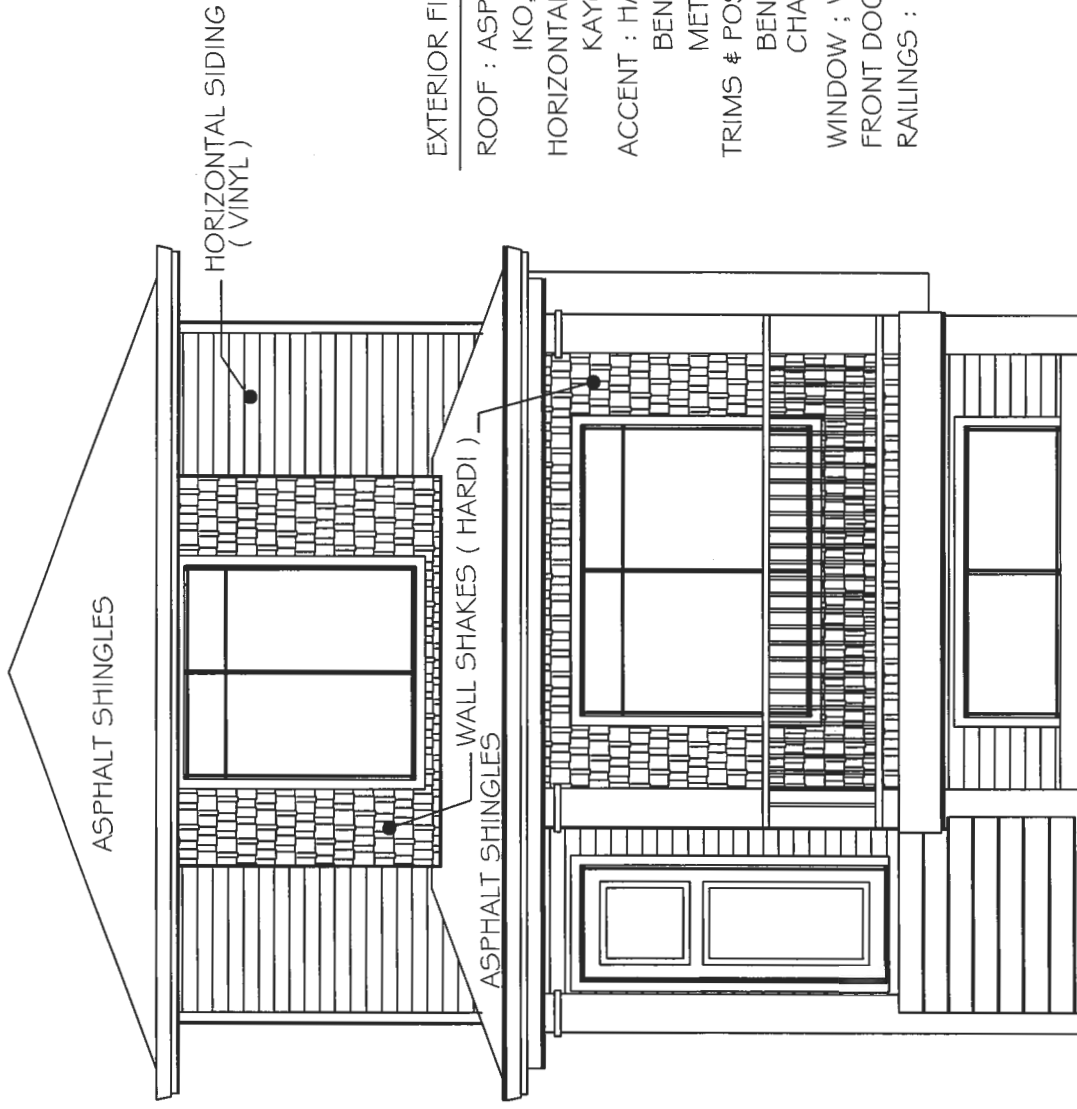 ASPHALT SHINGLES
HORIZONTAL SIDING
( VINYL )
WALL SHAKES ( HARDI )
ASPHALT SHINGLES
EXTERIOR FI
ROOF : ASP
IKO,
HORIZONTAL
KAYC
ACCENT : HA
BEN
MET
TRIMS & POS
BEN
CHA
WINDOW : V
FRONT DOO
RAILINGS :